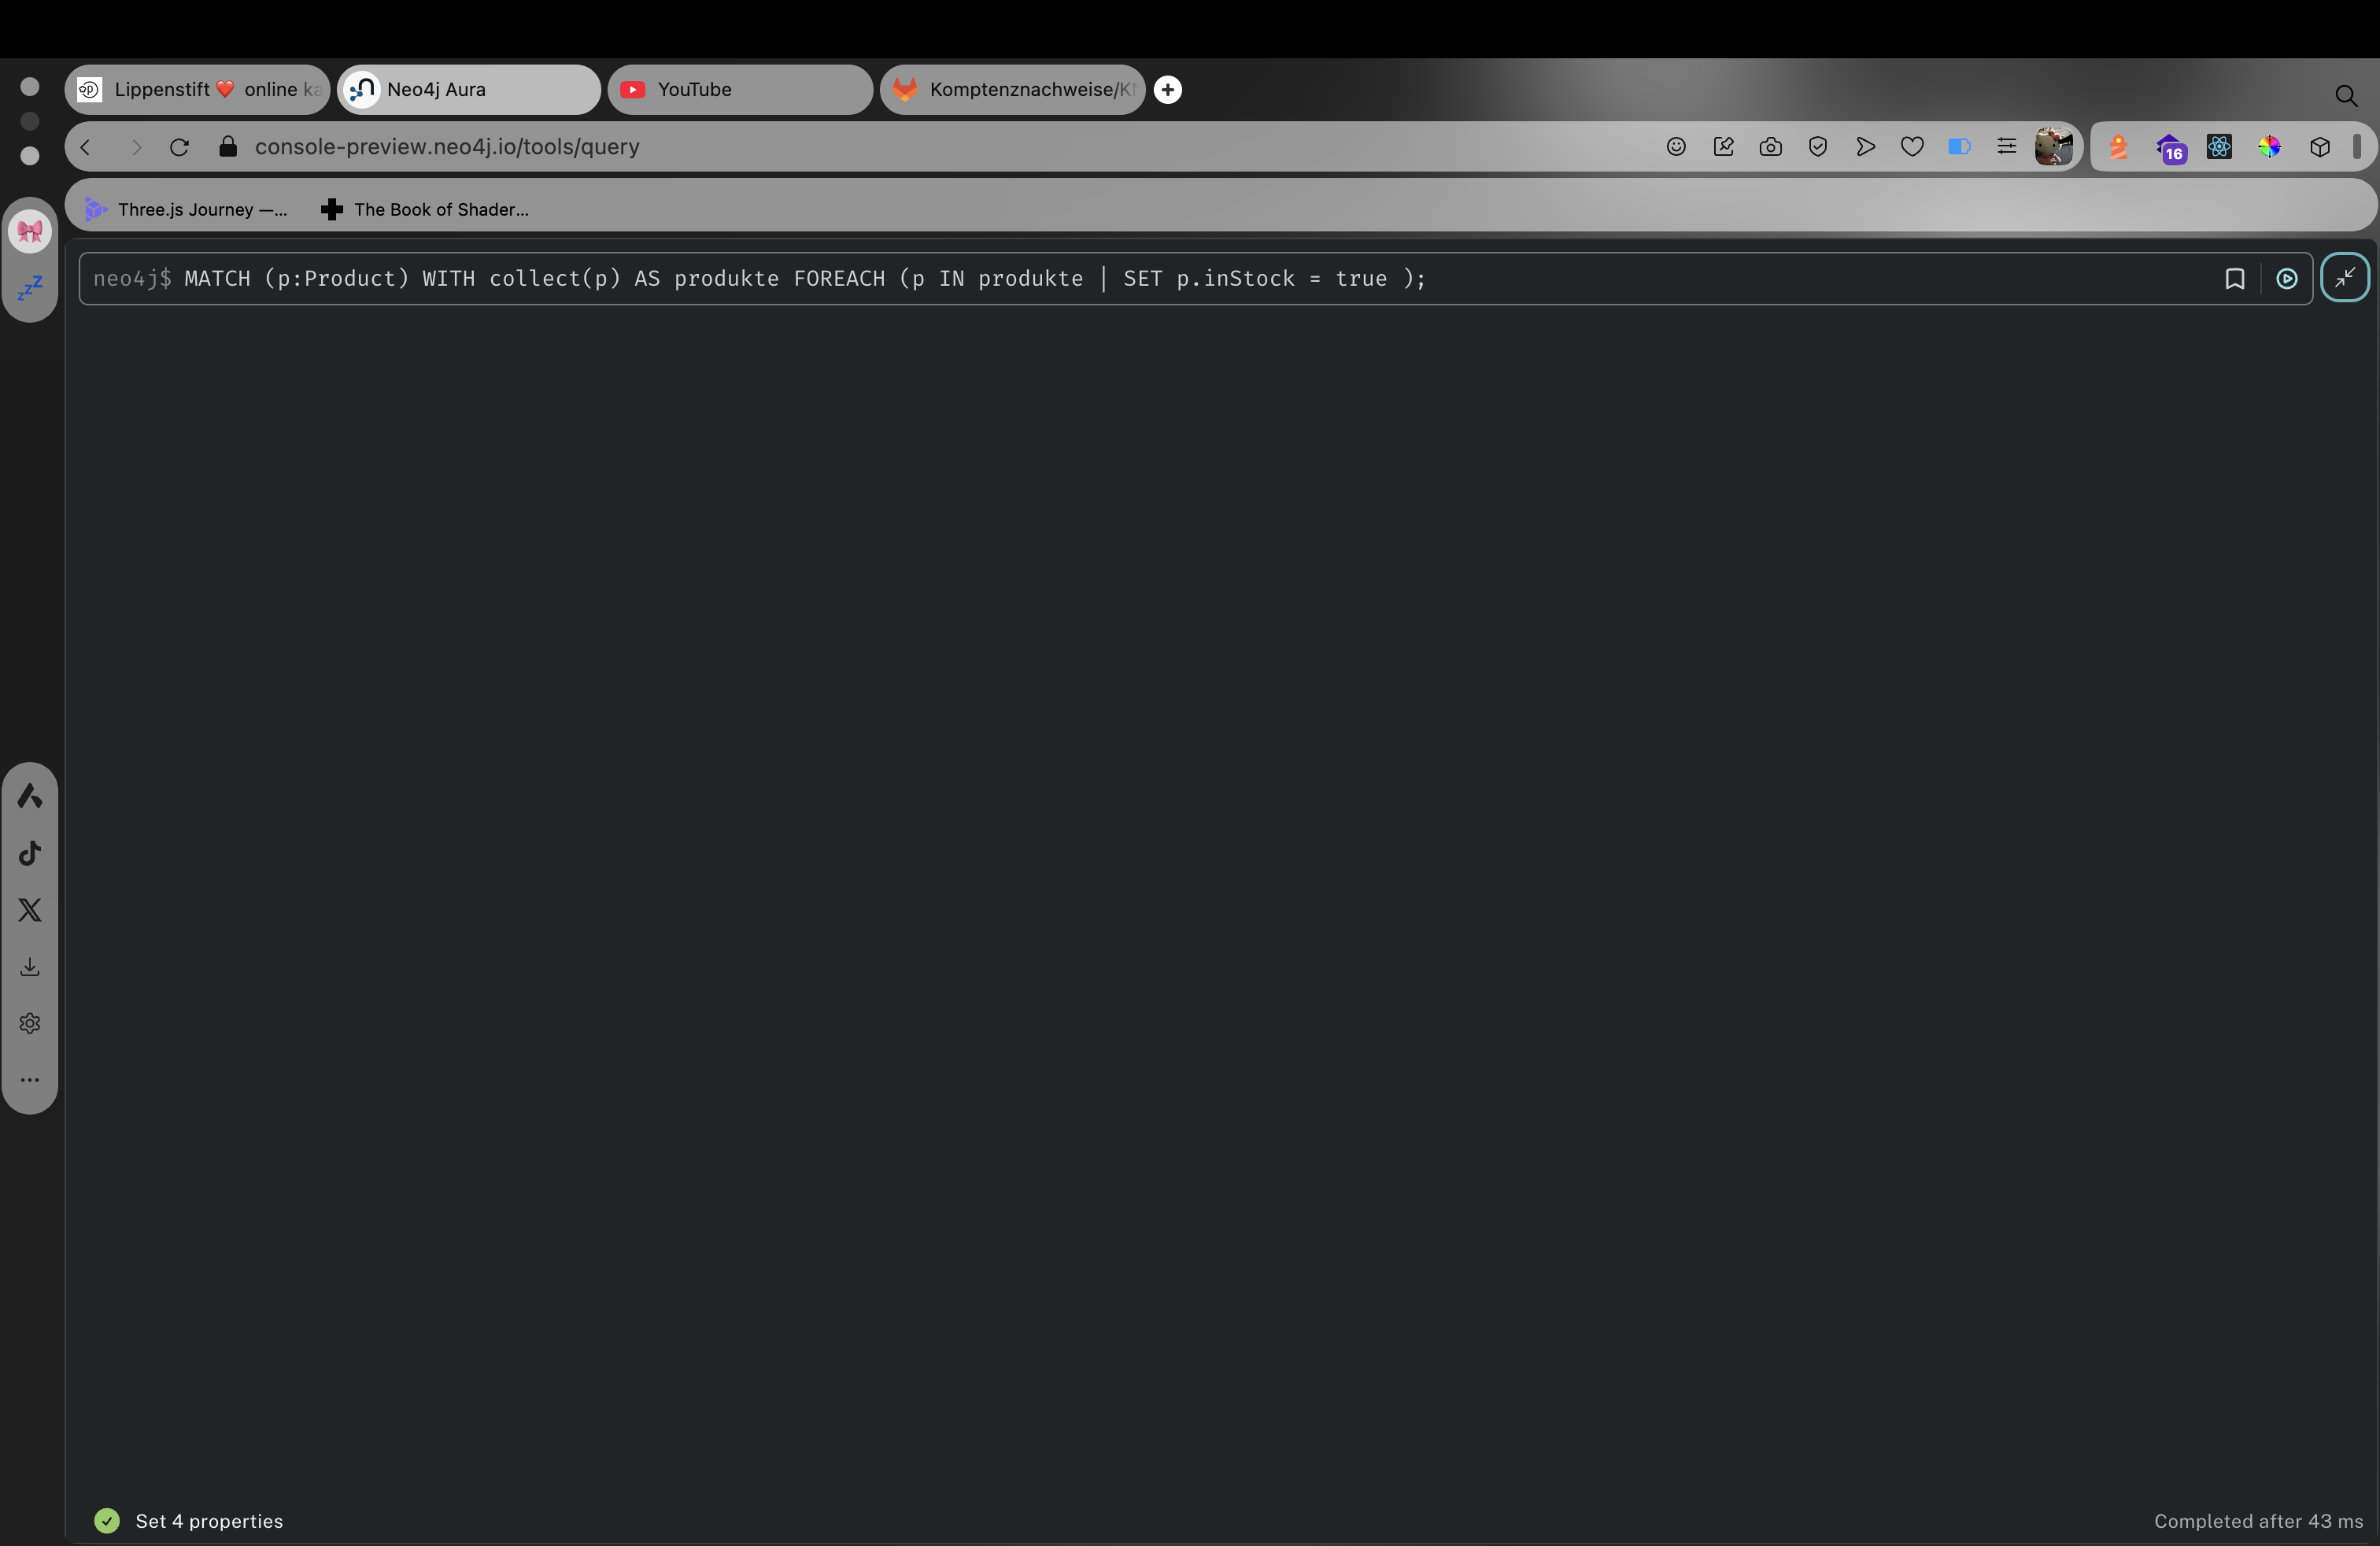 Lippenstift ❤️ online ka
Neo4j Aura
YouTube
Komptenznachweise/K
console-preview.neo4j.io/tools/query
16
Three.js Journey —...
The Book of Shader...
neo4j$ MATCH (p:Product) WITH collect(p) AS produkte FOREACH (p IN produkte | SET p.inStock = true );
Set 4 properties
Completed after 43 ms